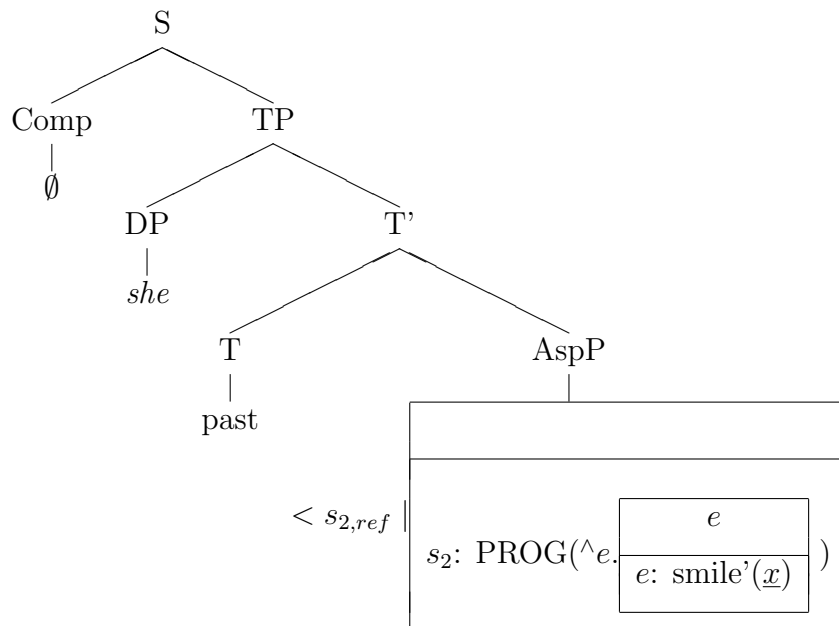 S
Comp TP
∅
DP T'
she
T AspP
past
< s₂,ref |
e
s₂: PROG(^e. )
e: smile'(x)